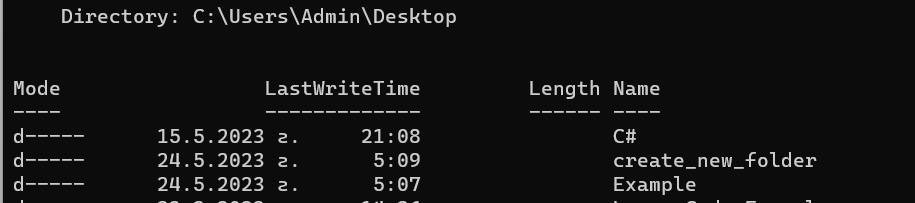 Directory: C:\Users\Admin\Desktop
Mode LastWriteTime Length Name
---- ------------- ------ ----
d----- 15.5.2023 г. 21:08 C#
d----- 24.5.2023 г. 5:09 create_new_folder
d----- 24.5.2023 г. 5:07 Example